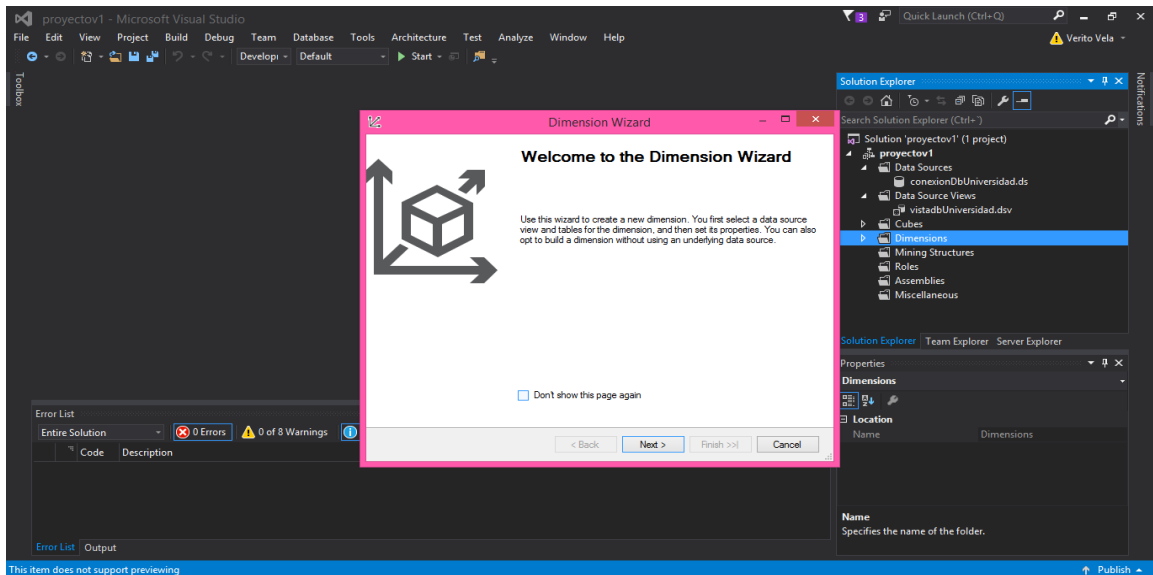 proyectov1 - Microsoft Visual Studio
3
Quick Launch (Ctrl+Q)
File Edit View Project Build Debug Team Database Tools Architecture Test Analyze Window Help
Verito Vela
Default
Start
Toolbox
Notifications
Solution Explorer
Search Solution Explorer (Ctrl+¨)
Solution 'proyectov1' (1 project)
proyectov1
Data Sources
conexionDbUniversidad.ds
Data Source Views
vistadbUniversidad.dsv
Cubes
Dimensions
Mining Structures
Roles
Assemblies
Miscellaneous
Solution Explorer Team Explorer Server Explorer
Properties
Dimensions
Location
Name Dimensions
Name
Specifies the name of the folder.
Dimension Wizard
Welcome to the Dimension Wizard
Use this wizard to create a new dimension. You first select a data source
view and tables for the dimension, and then set its properties. You can also
opt to build a dimension without using an underlying data source.
Don't show this page again
< Back Next > Finish >>| Cancel
Error List
Entire Solution 0 Errors 0 of 8 Warnings
Code Description
Error List Output
This item does not support previewing
Publish